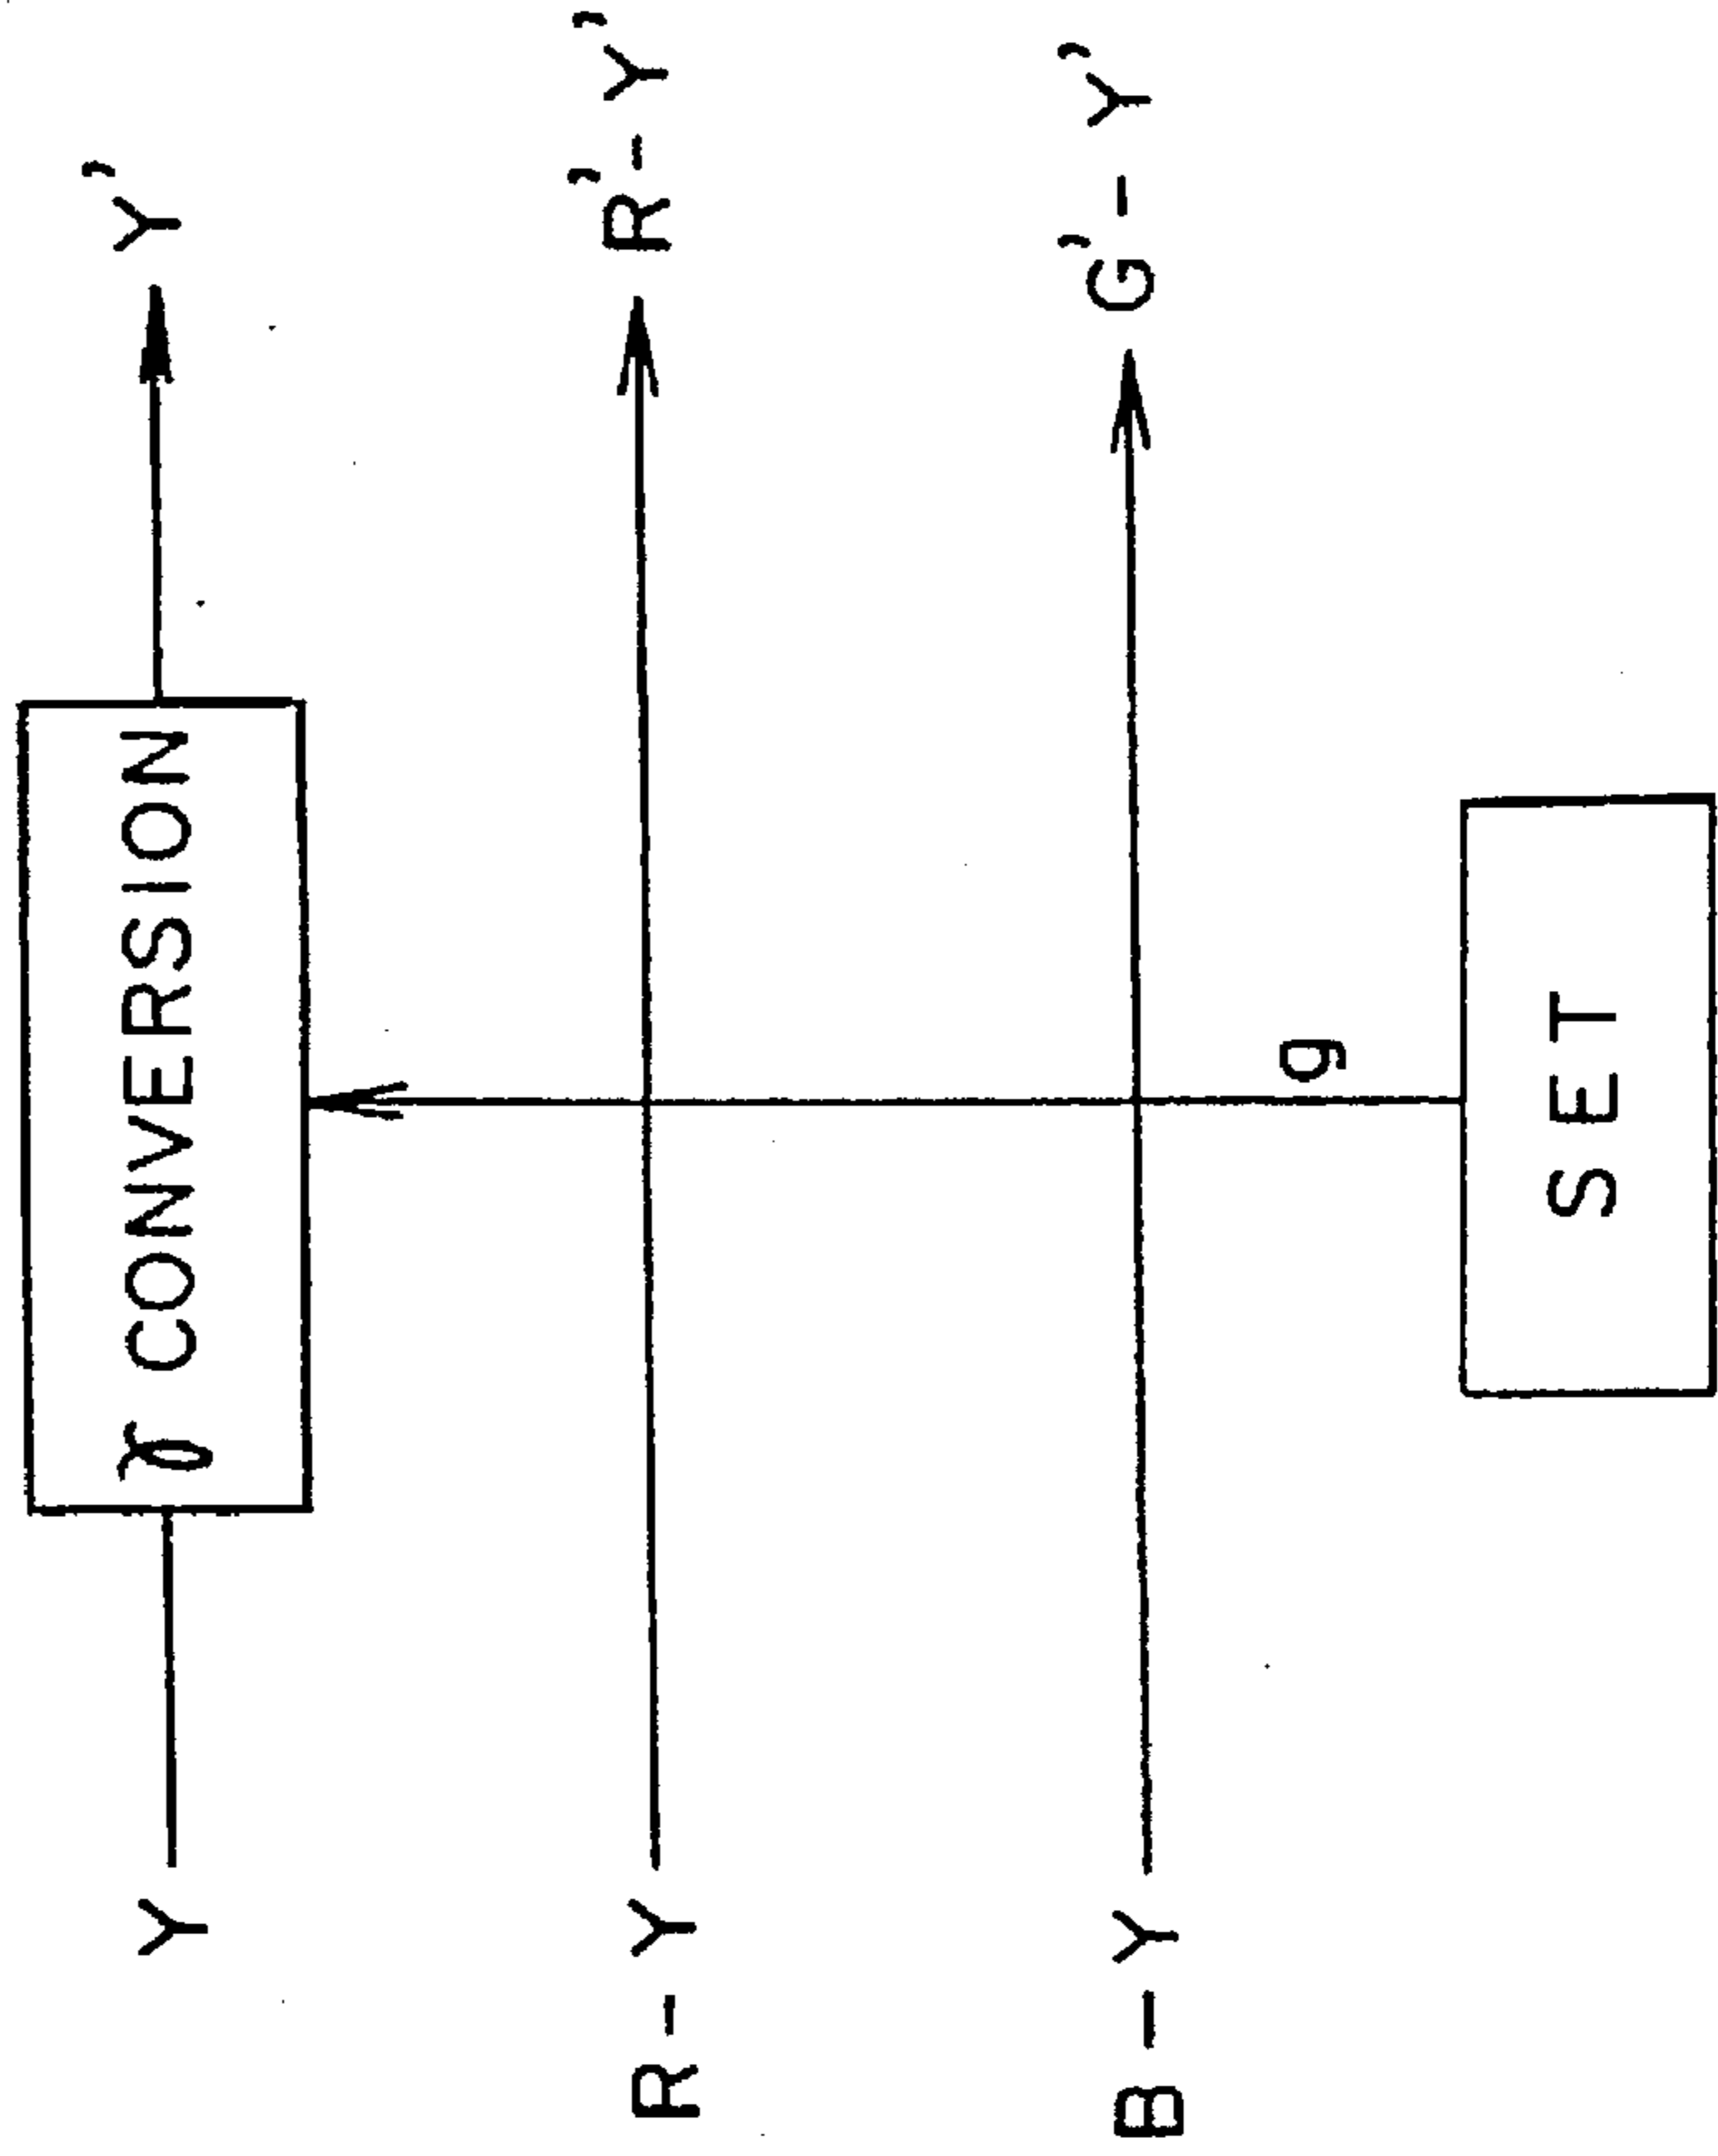 Y
γ CONVERSION
Y’
R-Y
R’-Y’
B-Y
G’-Y’
g
SET